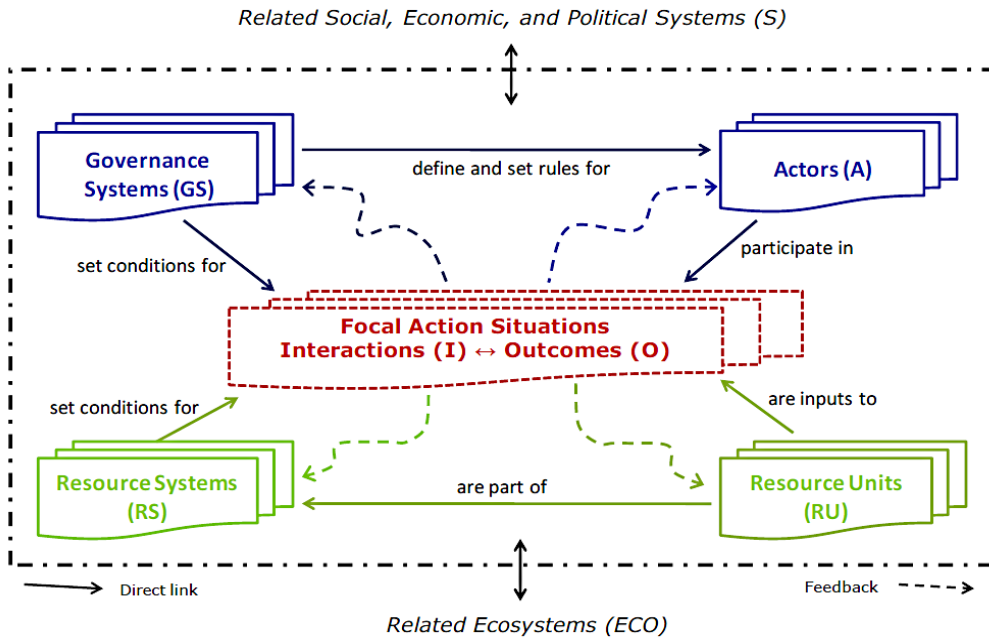 Related Social, Economic, and Political Systems (S)
Governance
Systems (GS)
define and set rules for
Actors (A)
set conditions for
participate in
Focal Action Situations
Interactions (I) ↔ Outcomes (O)
set conditions for
are inputs to
Resource Systems
(RS)
are part of
Resource Units
(RU)
Direct link
Feedback
Related Ecosystems (ECO)